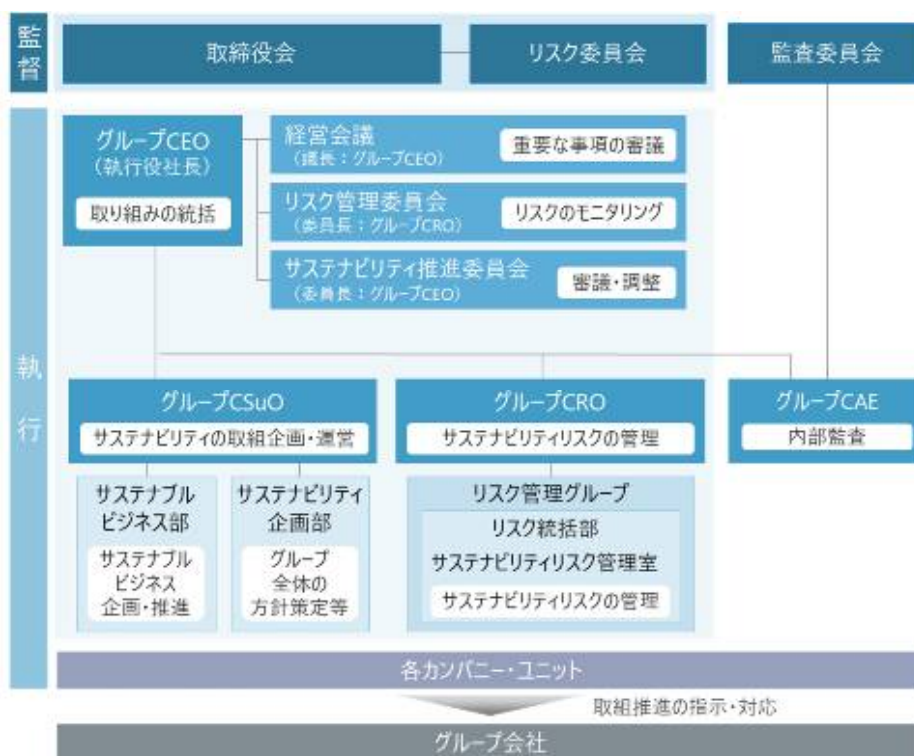 監督
取締役会
リスク委員会
監査委員会
執行
グループCEO
（執行役社長）
取り組みの統括
経営会議
（議長：グループCEO）
重要な事項の審議
リスク管理委員会
（委員長：グループCRO）
リスクのモニタリング
サステナビリティ推進委員会
（委員長：グループCEO）
審議・調整
グループCSuO
サステナビリティの取組企画・運営
グループCRO
サステナビリティリスクの管理
グループCAE
内部監査
サステナブル
ビジネス部
サステナブル
ビジネス
企画・推進
サステナビリティ
企画部
グループ
全体の
方針策定等
リスク管理グループ
リスク統括部
サステナビリティリスク管理室
サステナビリティリスクの管理
各カンパニー・ユニット
取組推進の指示・対応
グループ会社